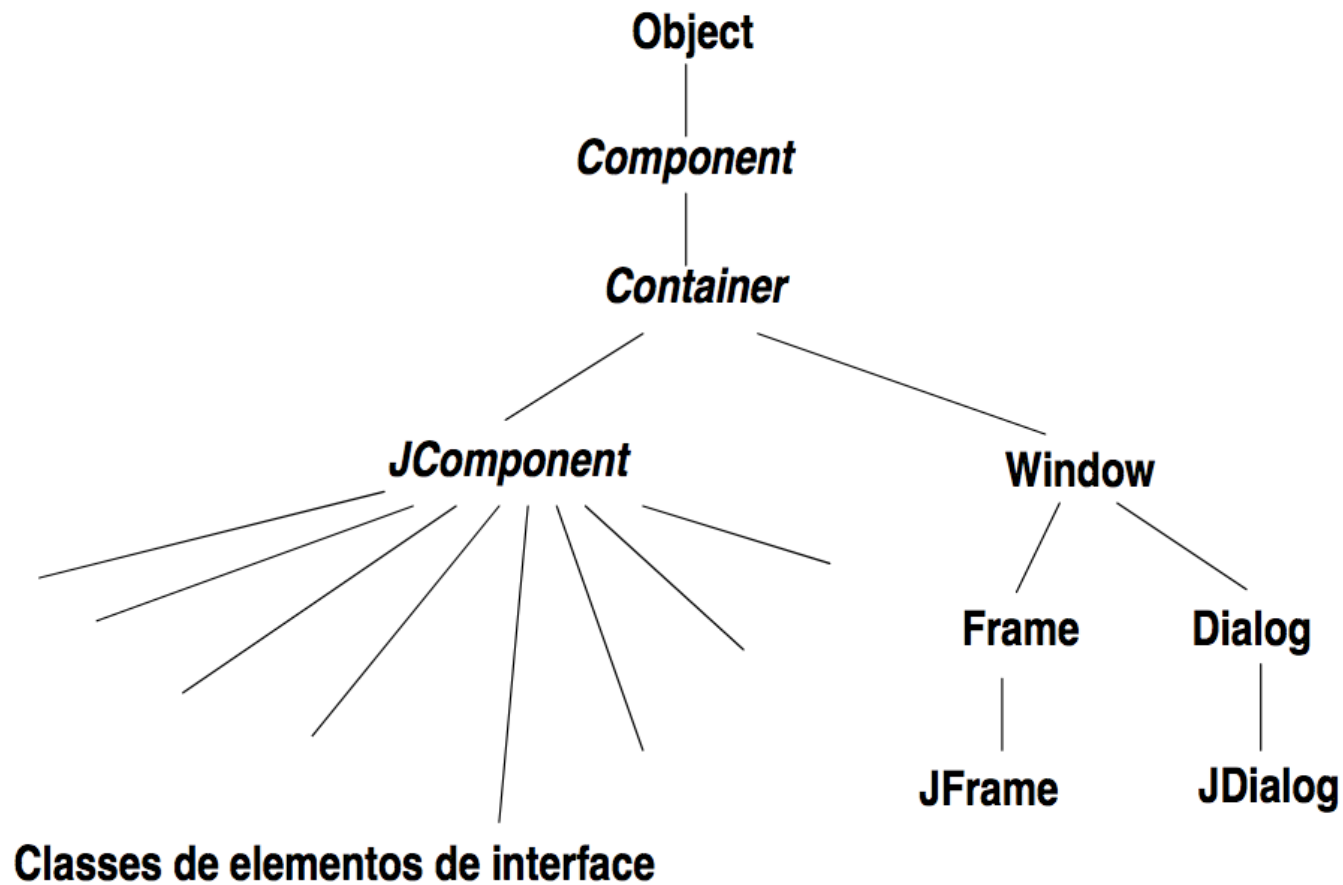 Object
Component
Container
JComponent
Window
Frame
Dialog
JFrame
JDialog
Classes de elementos de interface